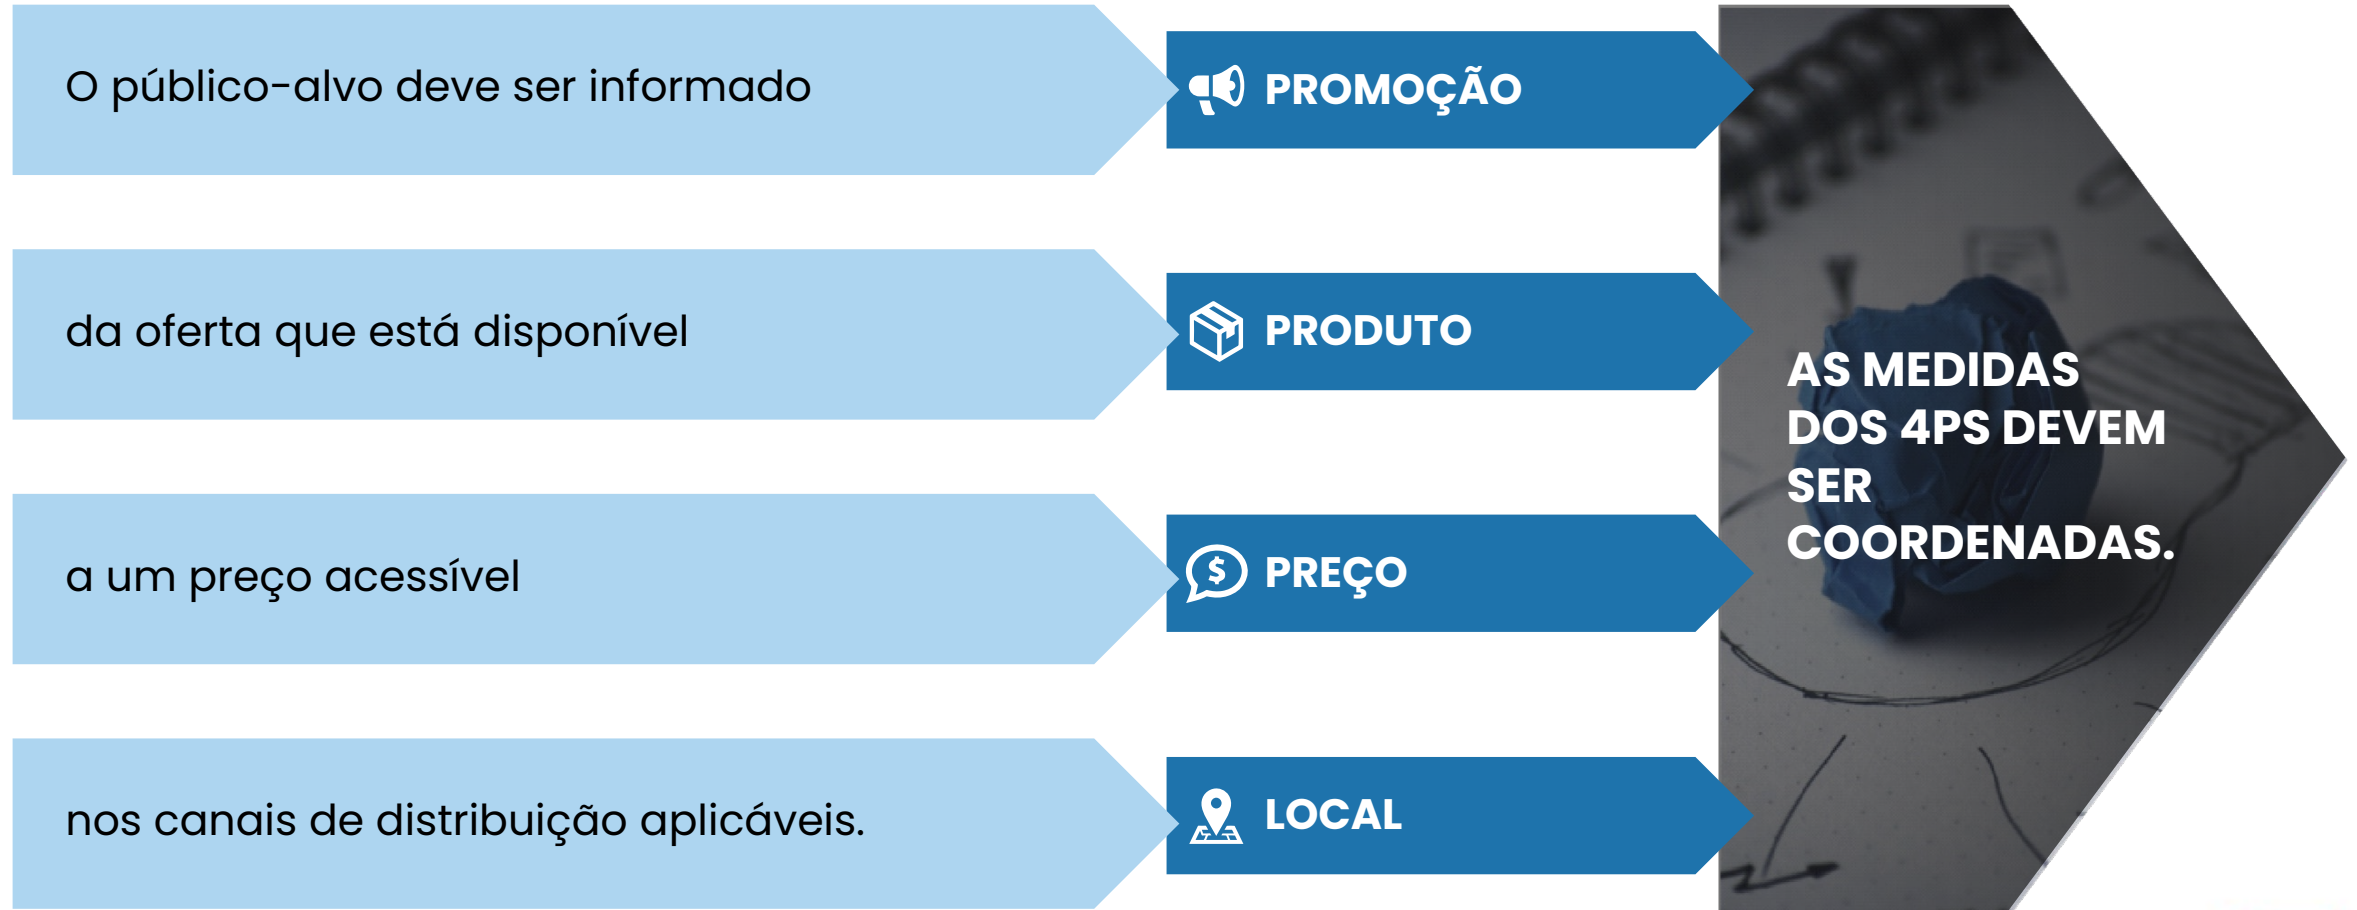 O público-alvo deve ser informado
PROMOÇÃO
da oferta que está disponível
PRODUTO
a um preço acessível
PREÇO
nos canais de distribuição aplicáveis.
LOCAL
AS MEDIDAS
DOS 4PS DEVEM
SER
COORDENADAS.